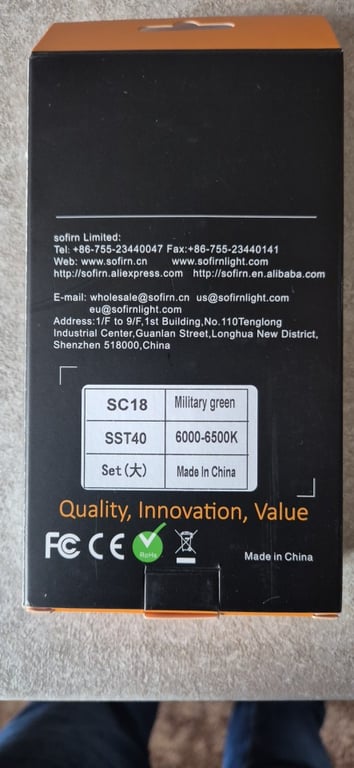 sofirn Limited:
Tel: +86-755-23440047 Fax:+86-755-23440141
Web: www.sofirn.cn www.sofirnlight.com
http://sofirn.aliexpress.com http://sofirn.en.alibaba.com
E-mail: wholesale@sofirn.cn us@sofirnlight.com
eu@sofirnlight.com
Address:1/F to 9/F,1st Building,No.110Tenglong
Industrial Center,Guanlan Street,Longhua New District,
Shenzhen 518000,China
SC18 Military green
SST40 6000-6500K
Set(大) Made In China
Quality, Innovation, Value
FC CE RoHs Made in China